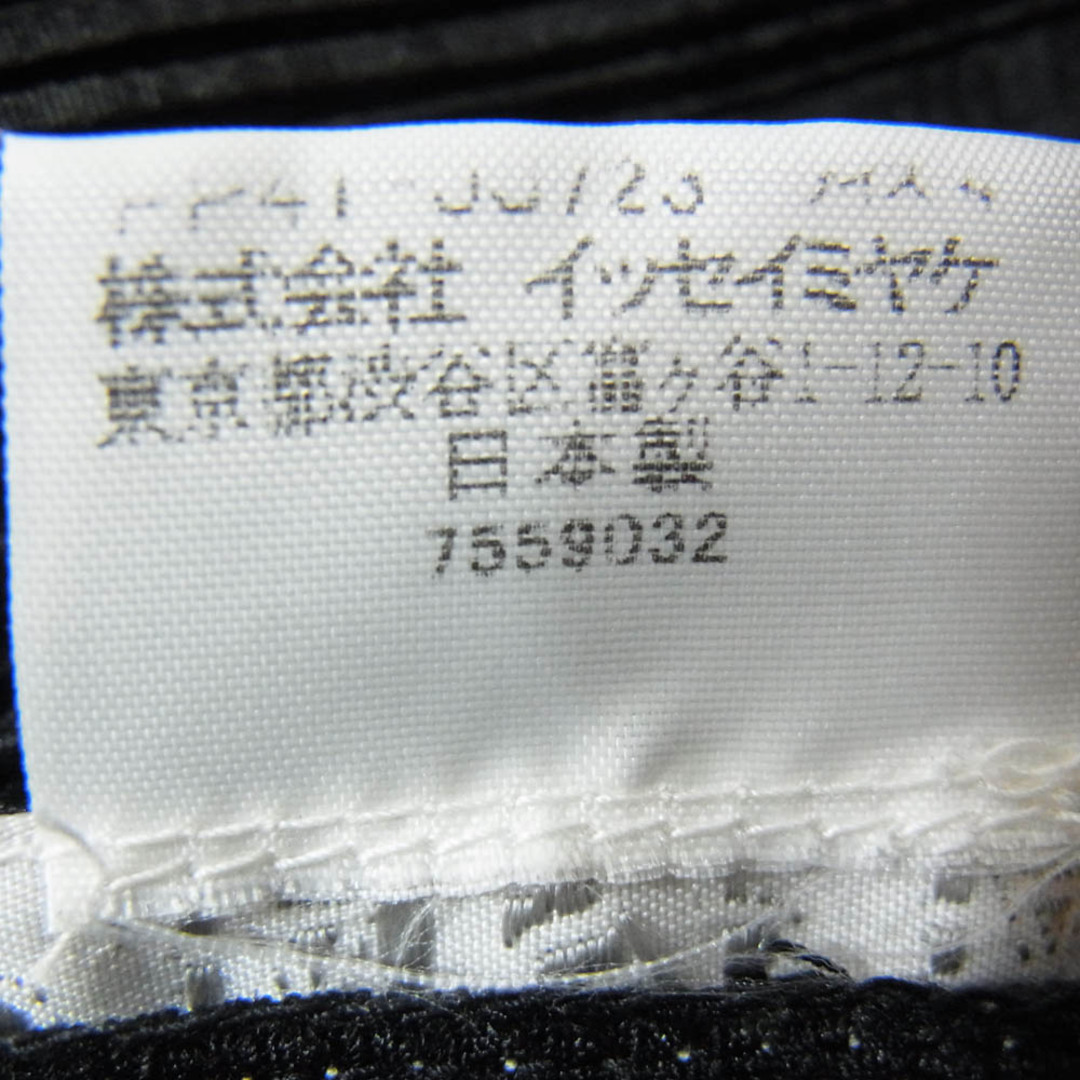 株式会社 イッセイミヤケ
東京都渋谷区富ヶ谷1-12-10
日本製
7559032